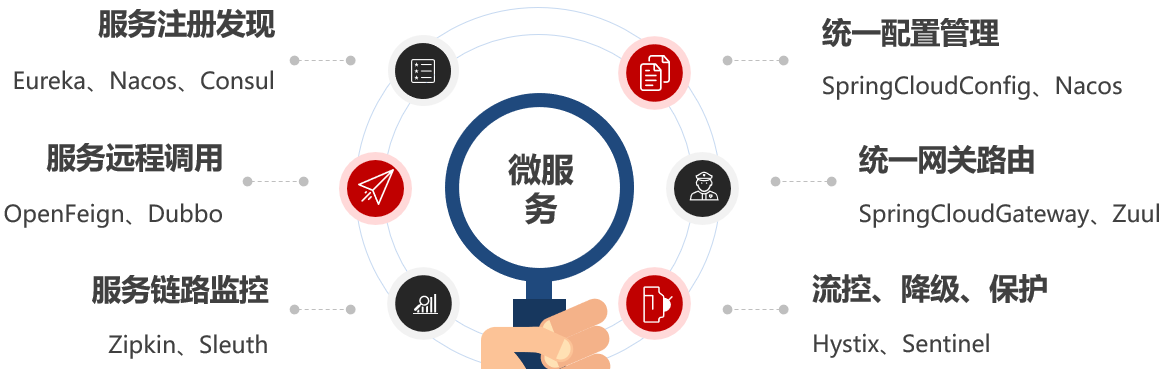 服务注册发现
Eureka、Nacos、Consul
服务远程调用
OpenFeign、Dubbo
服务链路监控
Zipkin、Sleuth
微服
务
统一配置管理
SpringCloudConfig、Nacos
统一网关路由
SpringCloudGateway、Zuul
流控、降级、保护
Hystix、Sentinel